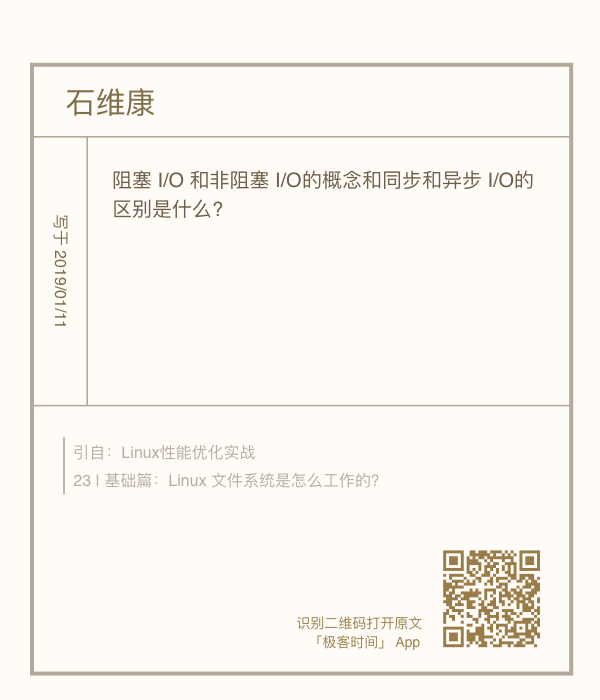 石维康
写于 2019/01/11
阻塞 I/O 和非阻塞 I/O的概念和同步和异步 I/O的
区别是什么?
引自：Linux性能优化实战
23 | 基础篇：Linux 文件系统是怎么工作的?
识别二维码打开原文
「极客时间」 App